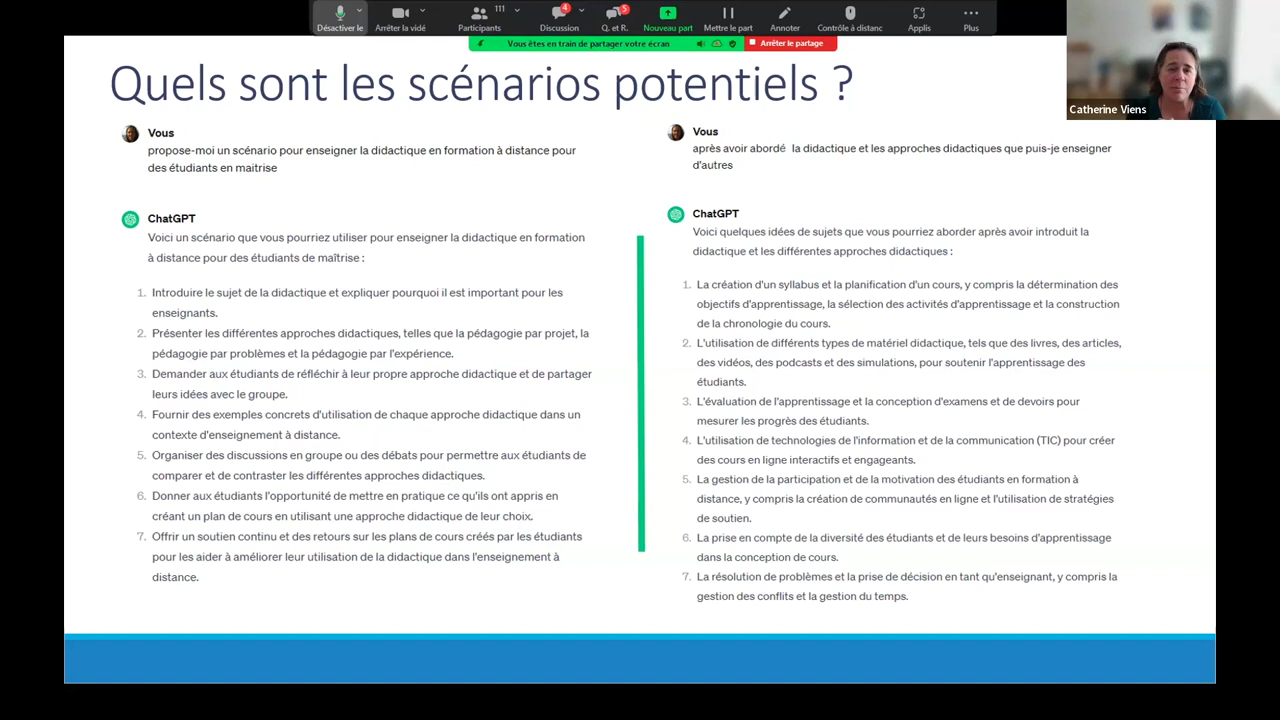 Désactiver le
Arrêter la vidé
Participants
111
Discussion
4
Q. et R.
5
Nouveau part
Mettre le part
Annoter
Contrôle à distanc
Applis
Plus
Vous êtes en train de partager votre écran
Arrêter le partage
Catherine Viens
Quels sont les scénarios potentiels ?
Vous
propose-moi un scénario pour enseigner la didactique en formation à distance pour
des étudiants en maitrise
ChatGPT
Voici un scénario que vous pourriez utiliser pour enseigner la didactique en formation
à distance pour des étudiants de maîtrise :
1. Introduire le sujet de la didactique et expliquer pourquoi il est important pour les
enseignants.
2. Présenter les différentes approches didactiques, telles que la pédagogie par projet, la
pédagogie par problèmes et la pédagogie par l'expérience.
3. Demander aux étudiants de réfléchir à leur propre approche didactique et de partager
leurs idées avec le groupe.
4. Fournir des exemples concrets d'utilisation de chaque approche didactique dans un
contexte d'enseignement à distance.
5. Organiser des discussions en groupe ou des débats pour permettre aux étudiants de
comparer et de contraster les différentes approches didactiques.
6. Donner aux étudiants l'opportunité de mettre en pratique ce qu'ils ont appris en
créant un plan de cours en utilisant une approche didactique de leur choix.
7. Offrir un soutien continu et des retours sur les plans de cours créés par les étudiants
pour les aider à améliorer leur utilisation de la didactique dans l'enseignement à
distance.
Vous
après avoir abordé la didactique et les approches didactiques que puis-je enseigner
d'autres
ChatGPT
Voici quelques idées de sujets que vous pourriez aborder après avoir introduit la
didactique et les différentes approches didactiques :
1. La création d'un syllabus et la planification d'un cours, y compris la détermination des
objectifs d'apprentissage, la sélection des activités d'apprentissage et la construction
de la chronologie du cours.
2. L'utilisation de différents types de matériel didactique, tels que des livres, des articles,
des vidéos, des podcasts et des simulations, pour soutenir l'apprentissage des
étudiants.
3. L'évaluation de l'apprentissage et la conception d'examens et de devoirs pour
mesurer les progrès des étudiants.
4. L'utilisation de technologies de l'information et de la communication (TIC) pour créer
des cours en ligne interactifs et engageants.
5. La gestion de la participation et de la motivation des étudiants en formation à
distance, y compris la création de communautés en ligne et l'utilisation de stratégies
de soutien.
6. La prise en compte de la diversité des étudiants et de leurs besoins d'apprentissage
dans la conception de cours.
7. La résolution de problèmes et la prise de décision en tant qu'enseignant, y compris la
gestion des conflits et la gestion du temps.